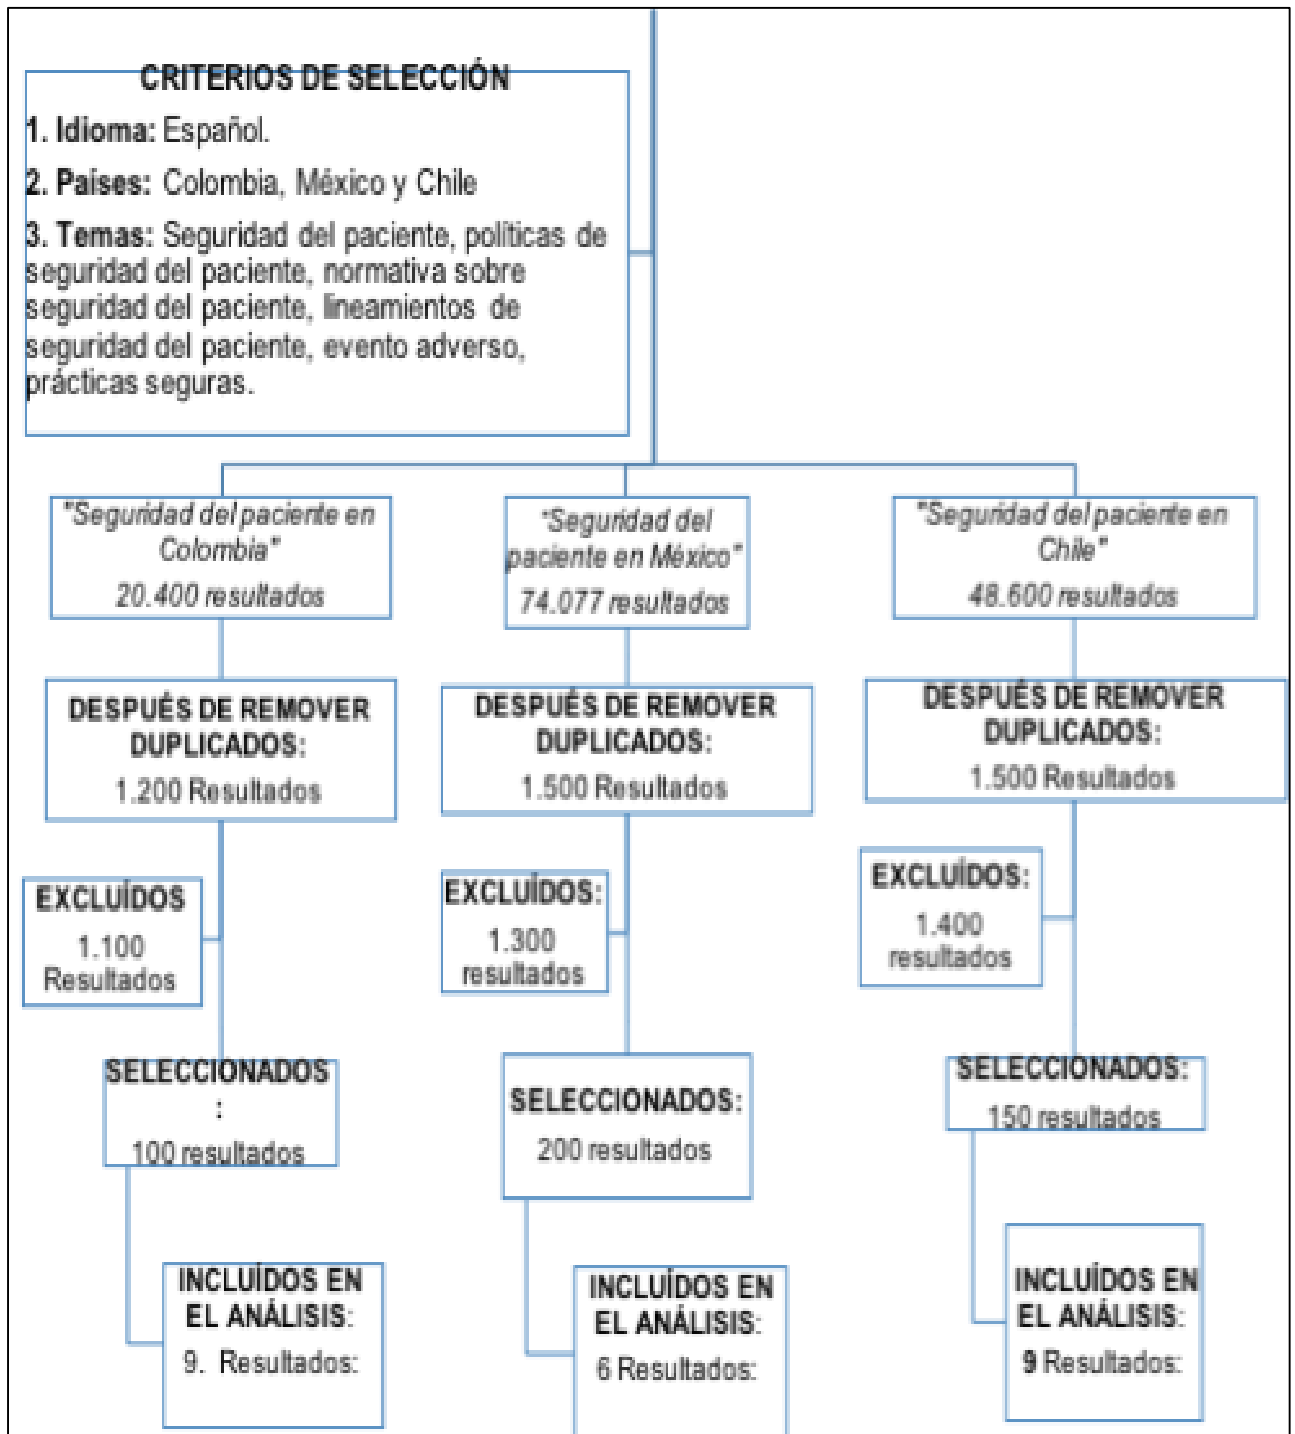 CRITERIOS DE SELECCIÓN
1. Idioma: Español.
2. Países: Colombia, México y Chile
3. Temas: Seguridad del paciente, políticas de
seguridad del paciente, normativa sobre
seguridad del paciente, lineamientos de
seguridad del paciente, evento adverso,
prácticas seguras.
"Seguridad del paciente en
Colombia"
20.400 resultados
"Seguridad del
paciente en México"
74.077 resultados
"Seguridad del paciente en
Chile"
48.600 resultados
DESPUÉS DE REMOVER
DUPLICADOS:
1.200 Resultados
DESPUÉS DE REMOVER
DUPLICADOS:
1.500 Resultados
DESPUÉS DE REMOVER
DUPLICADOS:
1.500 Resultados
EXCLUÍDOS
1.100
Resultados
EXCLUÍDOS:
1.300
resultados
EXCLUÍDOS:
1.400
resultados
SELECCIONADOS
:
100 resultados
SELECCIONADOS:
200 resultados
SELECCIONADOS:
150 resultados
INCLUÍDOS EN
EL ANÁLISIS:
9. Resultados:
INCLUÍDOS EN
EL ANÁLISIS:
6 Resultados:
INCLUÍDOS EN
EL ANÁLISIS:
9 Resultados: